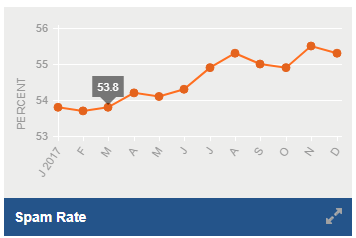 56
55
54
53
PERCENT
53.8
J 2017
F
M
A
M
J
J
A
S
O
N
D
Spam Rate